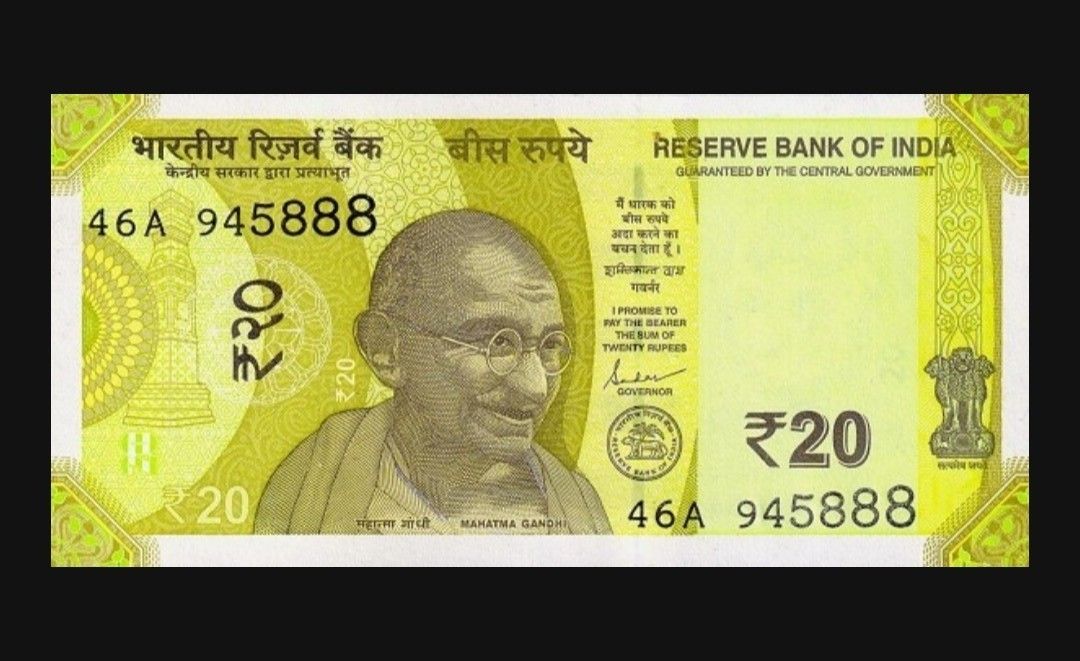 भारतीय रिज़र्व बैंक
केन्द्रीय सरकार द्वारा प्रत्याभूत
46A 945888
बीस रुपये
RESERVE BANK OF INDIA
GUARANTEED BY THE CENTRAL GOVERNMENT
₹२०
₹20
₹20
महात्मा गांधी
MAHATMA GANDHI
मैं धारक को
बीस रुपये
अदा करने का
वचन देता हूँ ।
शक्तिकान्त दास
गवर्नर
I PROMISE TO
PAY THE BEARER
THE SUM OF
TWENTY RUPEES
GOVERNOR
भारतीय रिज़र्व बैंक
RESERVE BANK OF INDIA
₹20
सत्यमेव जयते
46A 945888